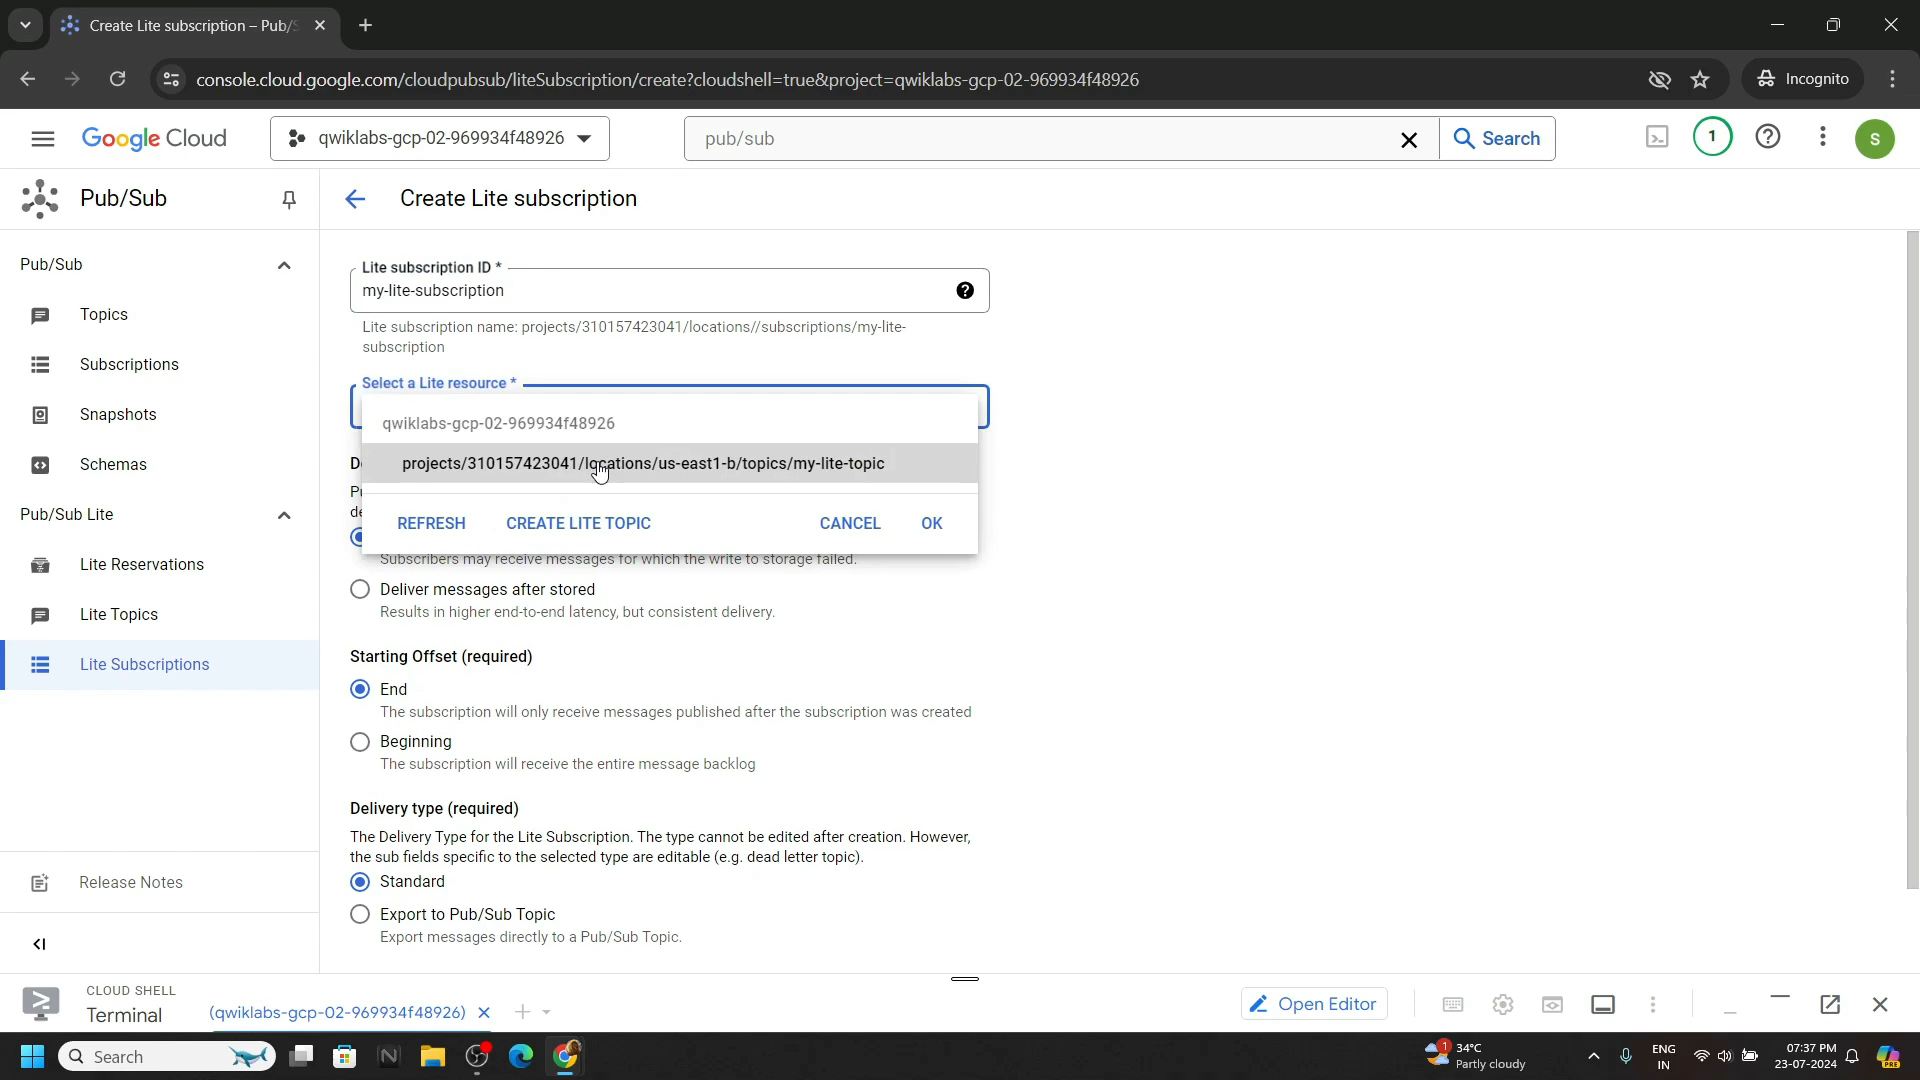 Create Lite subscription – Pub/S
console.cloud.google.com/cloudpubsub/liteSubscription/create?cloudshell=true&project=qwiklabs-gcp-02-969934f48926
Incognito
Google Cloud
qwiklabs-gcp-02-969934f48926
pub/sub
Search
1
S
Pub/Sub
Create Lite subscription
Pub/Sub
Topics
Subscriptions
Snapshots
Schemas
Pub/Sub Lite
Lite Reservations
Lite Topics
Lite Subscriptions
Release Notes
Lite subscription ID *
my-lite-subscription
Lite subscription name: projects/310157423041/locations//subscriptions/my-lite-
subscription
Select a Lite resource *
qwiklabs-gcp-02-969934f48926
projects/310157423041/locations/us-east1-b/topics/my-lite-topic
REFRESH
CREATE LITE TOPIC
CANCEL
OK
Subscribers may receive messages for which the write to storage failed.
Deliver messages after stored
Results in higher end-to-end latency, but consistent delivery.
Starting Offset (required)
End
The subscription will only receive messages published after the subscription was created
Beginning
The subscription will receive the entire message backlog
Delivery type (required)
The Delivery Type for the Lite Subscription. The type cannot be edited after creation. However,
the sub fields specific to the selected type are editable (e.g. dead letter topic).
Standard
Export to Pub/Sub Topic
Export messages directly to a Pub/Sub Topic.
CLOUD SHELL
Terminal
(qwiklabs-gcp-02-969934f48926)
Open Editor
Search
1
34°C
Partly cloudy
ENG
IN
07:37 PM
23-07-2024
PRE